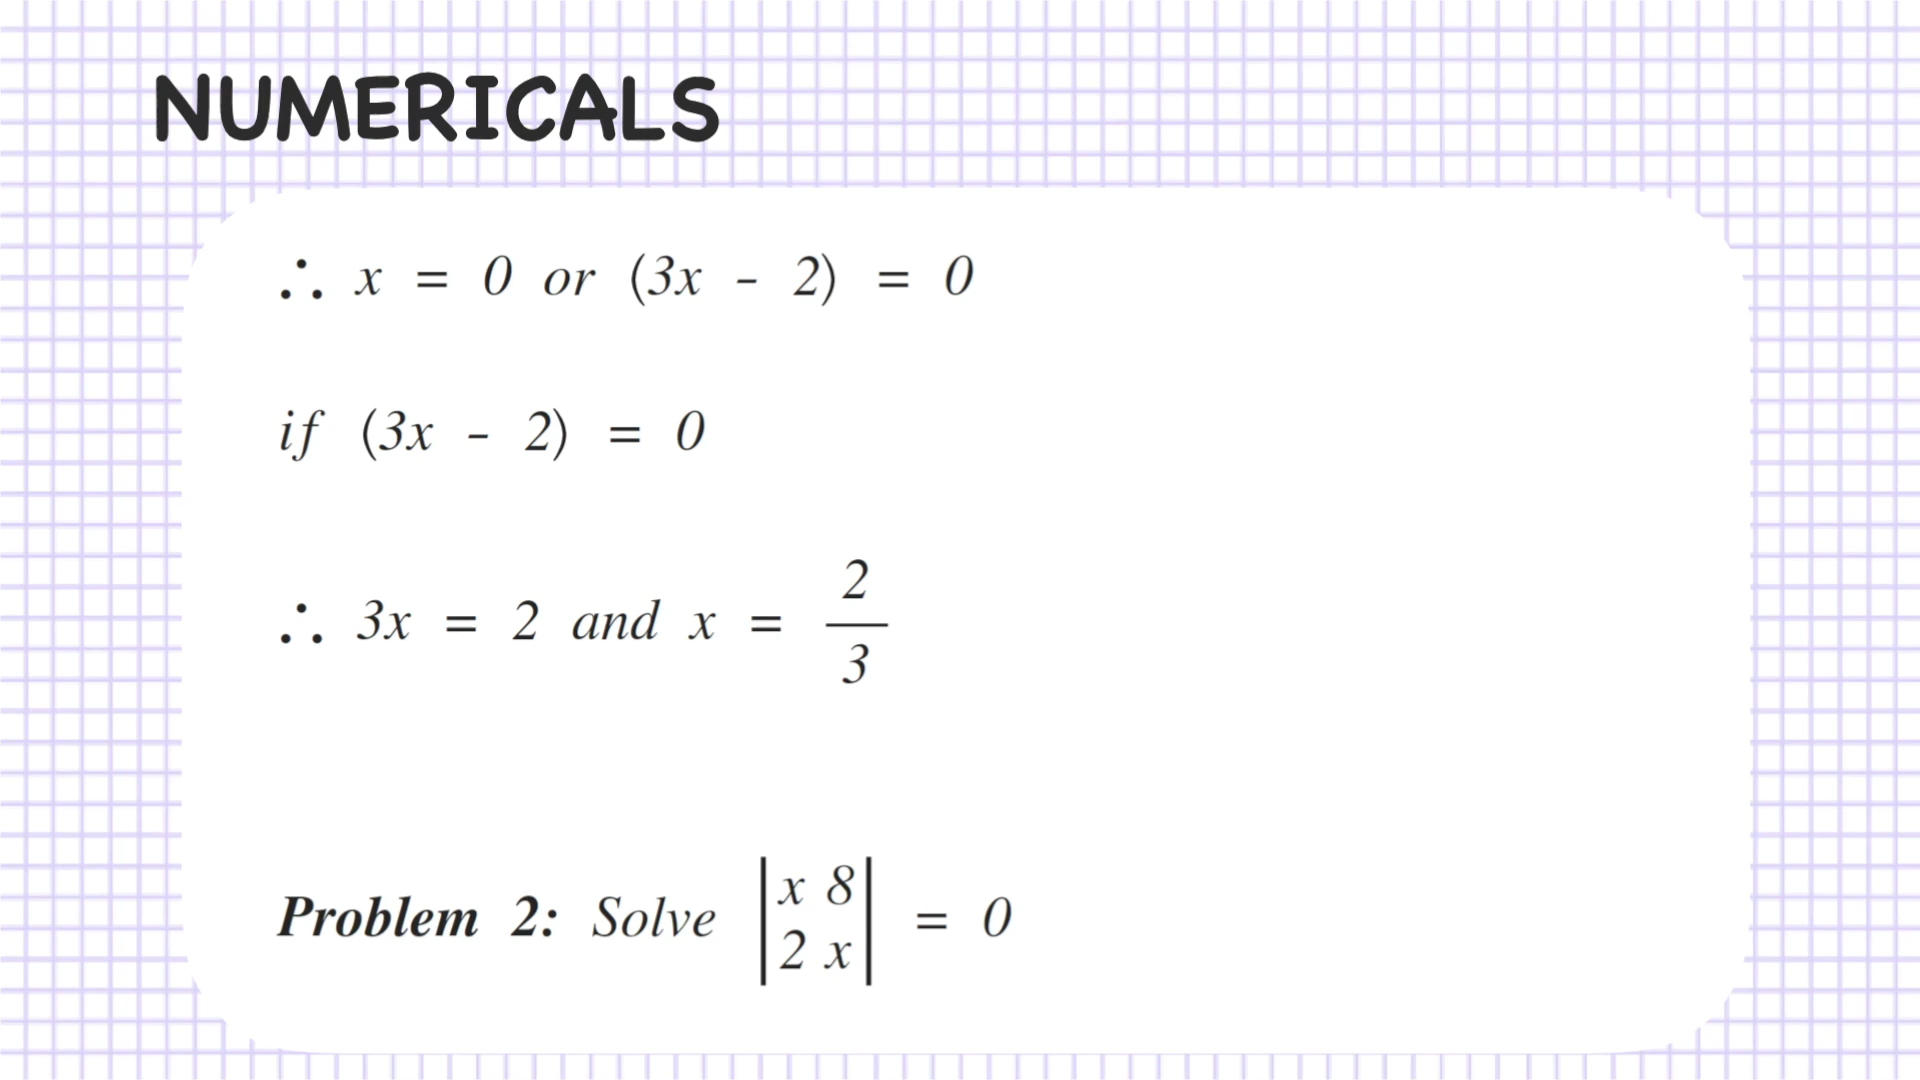 NUMERICALS
∴ x = 0 or (3x - 2) = 0
if (3x - 2) = 0
∴ 3x = 2 and x = 2/3
Problem 2: Solve |x 8|
|2 x| = 0